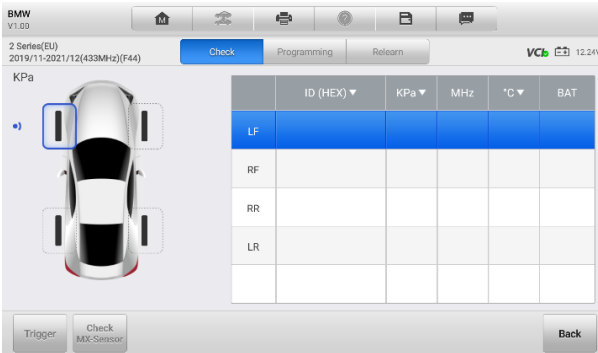 BMW
V1.00
M
?
2 Series(EU)
2019/11-2021/12(433MHz)(F44)
Check
Programming
Relearn
VCI
12.24V
KPa
ID (HEX)▼
KPa▼
MHz
°C▼
BAT
LF
RF
RR
LR
Trigger
Check
MX-Sensor
Back